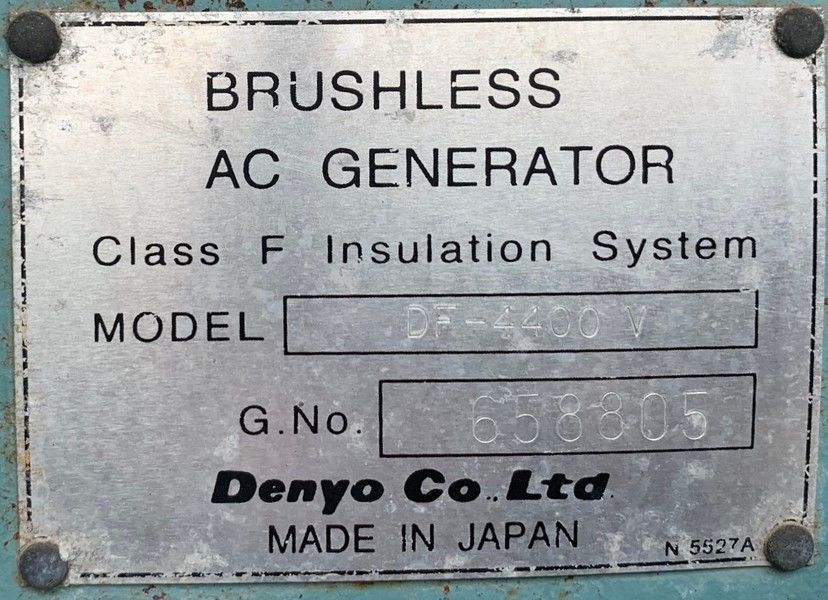 BRUSHLESS
AC GENERATOR
Class F Insulation System
MODEL DF-4400 V
G.No. 658805
Denyo Co.,Ltd.
MADE IN JAPAN
N 5527A